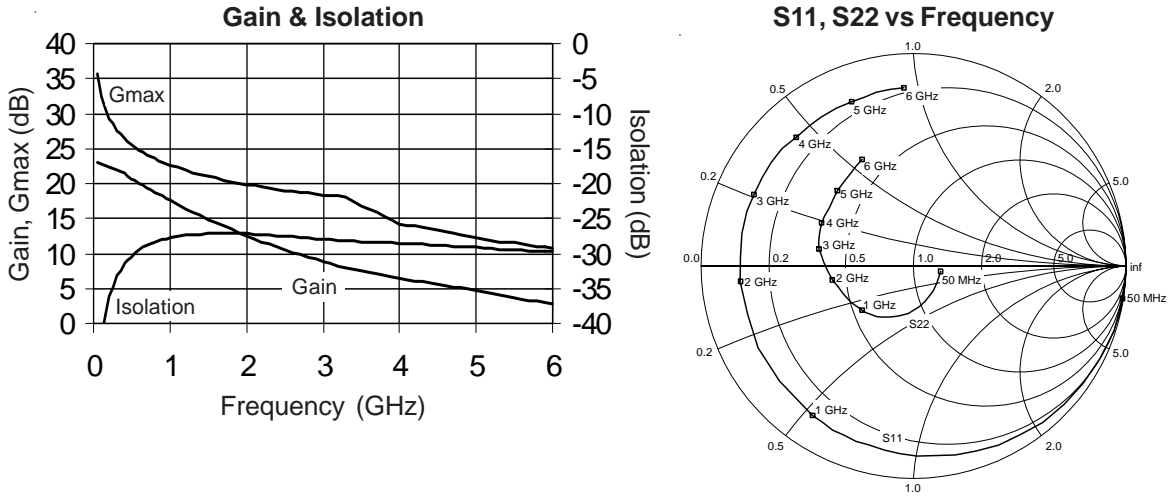 Gain & Isolation
40
35
30
25
20
15
10
5
0
Gain, Gmax (dB)
0
-5
-10
-15
-20
-25
-30
-35
-40
Isolation (dB)
Gmax
Isolation
Gain
0 1 2 3 4 5 6
Frequency (GHz)
S11, S22 vs Frequency
1.0
0.5
2.0
6 GHz
5 GHz
4 GHz
6 GHz
0.2
5.0
5 GHz
3 GHz
4 GHz
3 GHz
0.0 0.2 0.5 1.0 2.0 5.0 inf
2 GHz
2 GHz
50 MHz
50 MHz
1 GHz
S22
0.2
5.0
1 GHz
S11
0.5
2.0
1.0